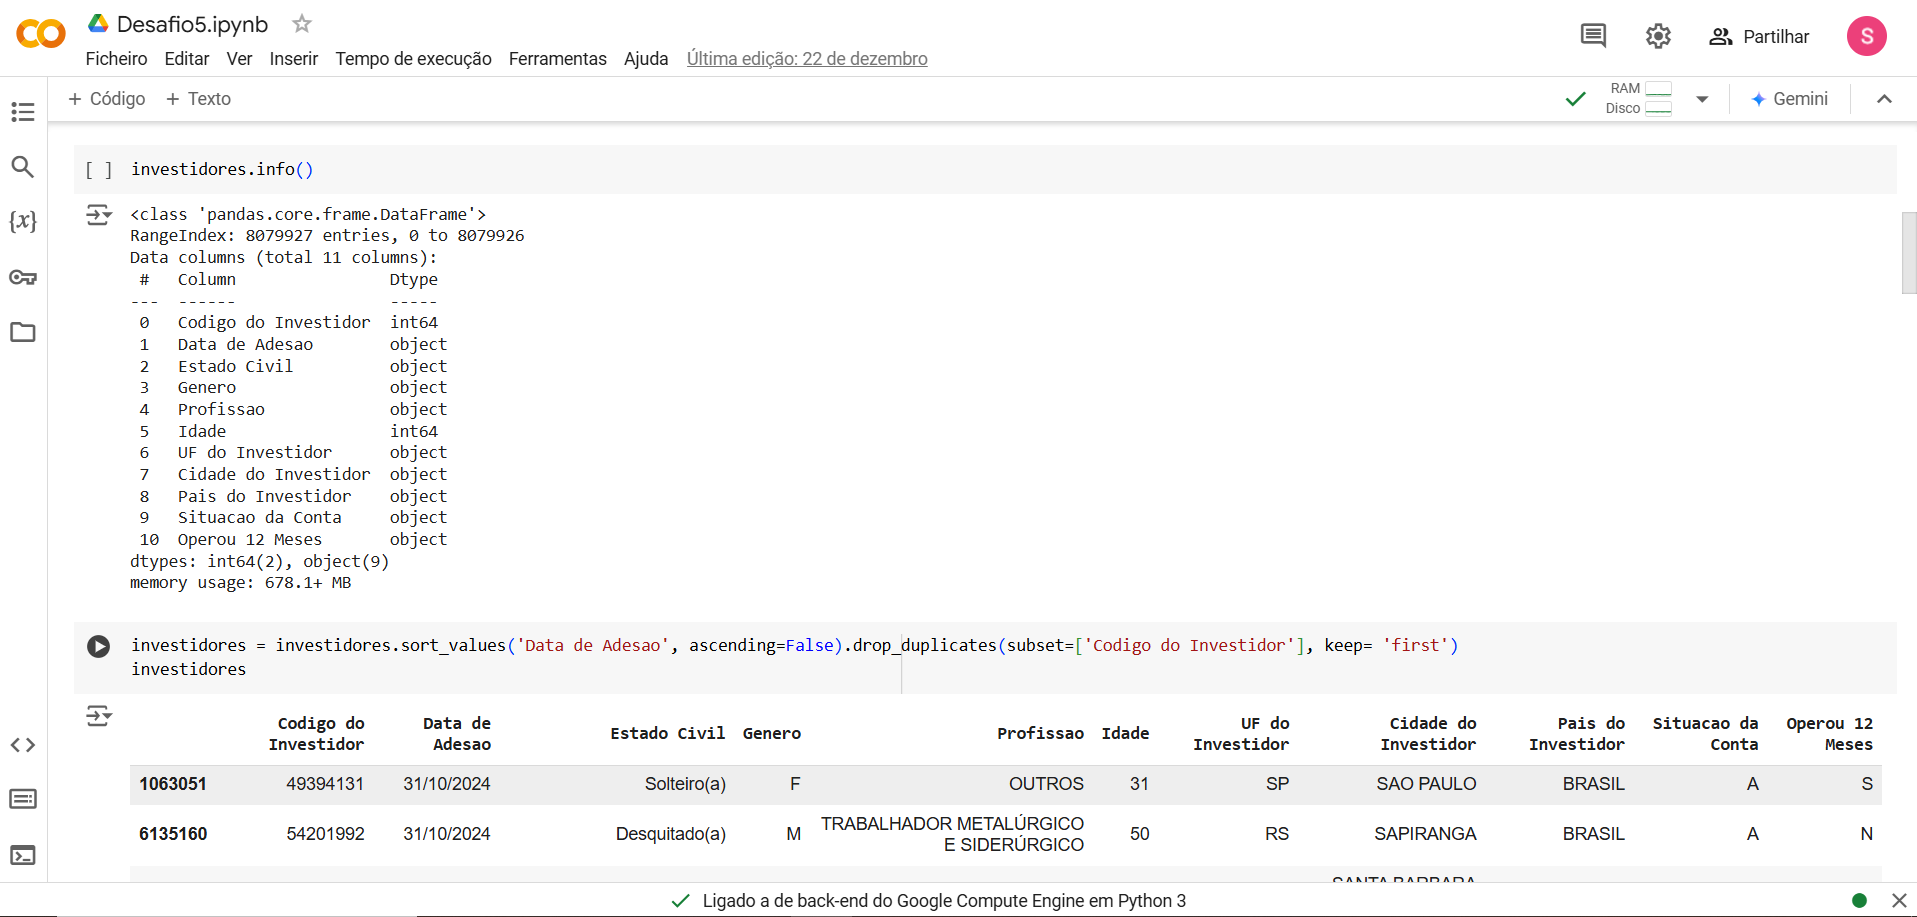 Desafio5.ipynb
Ficheiro Editar Ver Inserir Tempo de execução Ferramentas Ajuda Última edição: 22 de dezembro
Partilhar
S
+ Código + Texto
RAM
Disco
Gemini
[ ] investidores.info()
<class 'pandas.core.frame.DataFrame'>
RangeIndex: 8079927 entries, 0 to 8079926
Data columns (total 11 columns):
 #   Column                Dtype
---  ------                -----
 0   Codigo do Investidor  int64
 1   Data de Adesao        object
 2   Estado Civil          object
 3   Genero                object
 4   Profissao             object
 5   Idade                 int64
 6   UF do Investidor      object
 7   Cidade do Investidor  object
 8   Pais do Investidor    object
 9   Situacao da Conta     object
 10  Operou 12 Meses       object
dtypes: int64(2), object(9)
memory usage: 678.1+ MB
investidores = investidores.sort_values('Data de Adesao', ascending=False).drop_duplicates(subset=['Codigo do Investidor'], keep= 'first')
investidores
Codigo do Investidor Data de Adesao Estado Civil Genero Profissao Idade UF do Investidor Cidade do Investidor Pais do Investidor Situacao da Conta Operou 12 Meses
1063051 49394131 31/10/2024 Solteiro(a) F OUTROS 31 SP SAO PAULO BRASIL A S
6135160 54201992 31/10/2024 Desquitado(a) M TRABALHADOR METALÚRGICO E SIDERÚRGICO 50 RS SAPIRANGA BRASIL A N
SANTA BARBARA
Ligado a de back-end do Google Compute Engine em Python 3